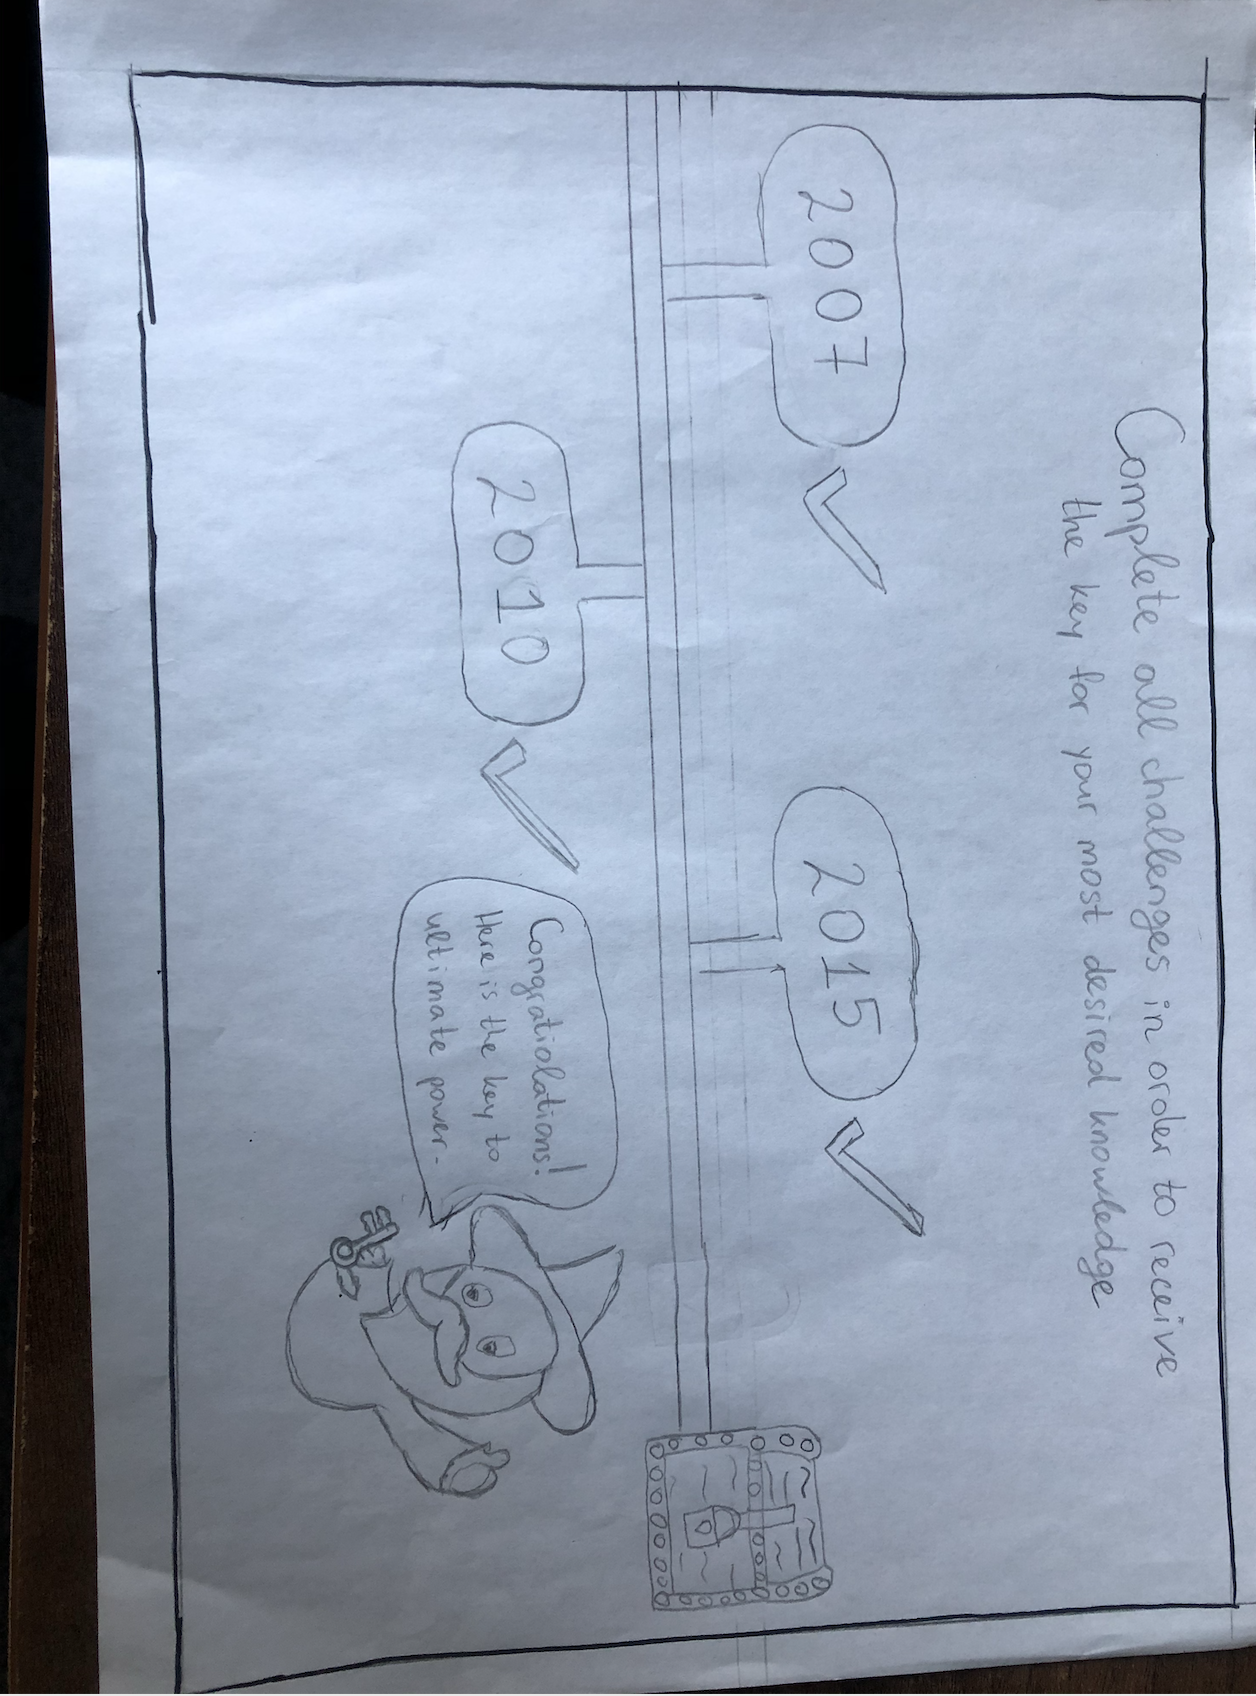 Complete all challenges in order to receive
the key for your most desired knowledge
2007
2015
2010
Congratiolations!
Here is the key to
ultimate power.